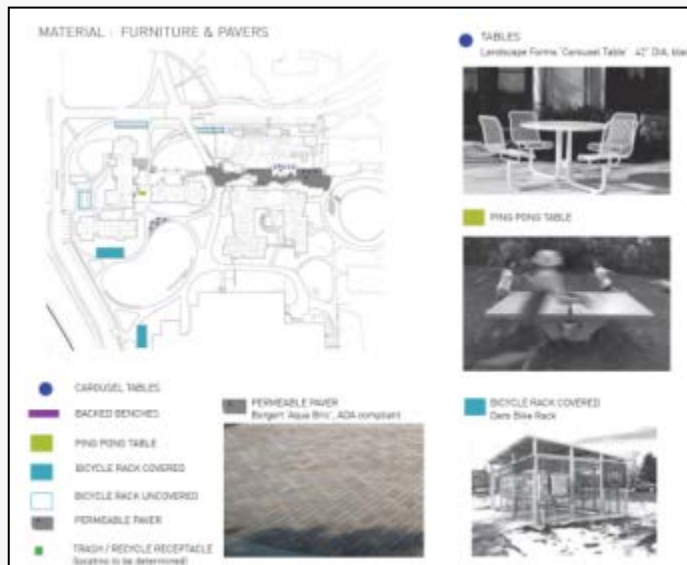 MATERIAL : FURNITURE & PAVERS
TABLES
Landscape Forms 'Carousel Table' 42" DIA,
PING PONG TABLE
CAROUSEL TABLES
BACKED BENCHES
PING PONG TABLE
BICYCLE RACK COVERED
BICYCLE RACK UNCOVERED
PERMEABLE PAVER
TRASH / RECYCLE RECEPTACLE
(location to be determined)
PERMEABLE PAVER
Borgert 'Aqua Bric', ADA compliant
BICYCLE RACK COVERED
Dero Bike Rack